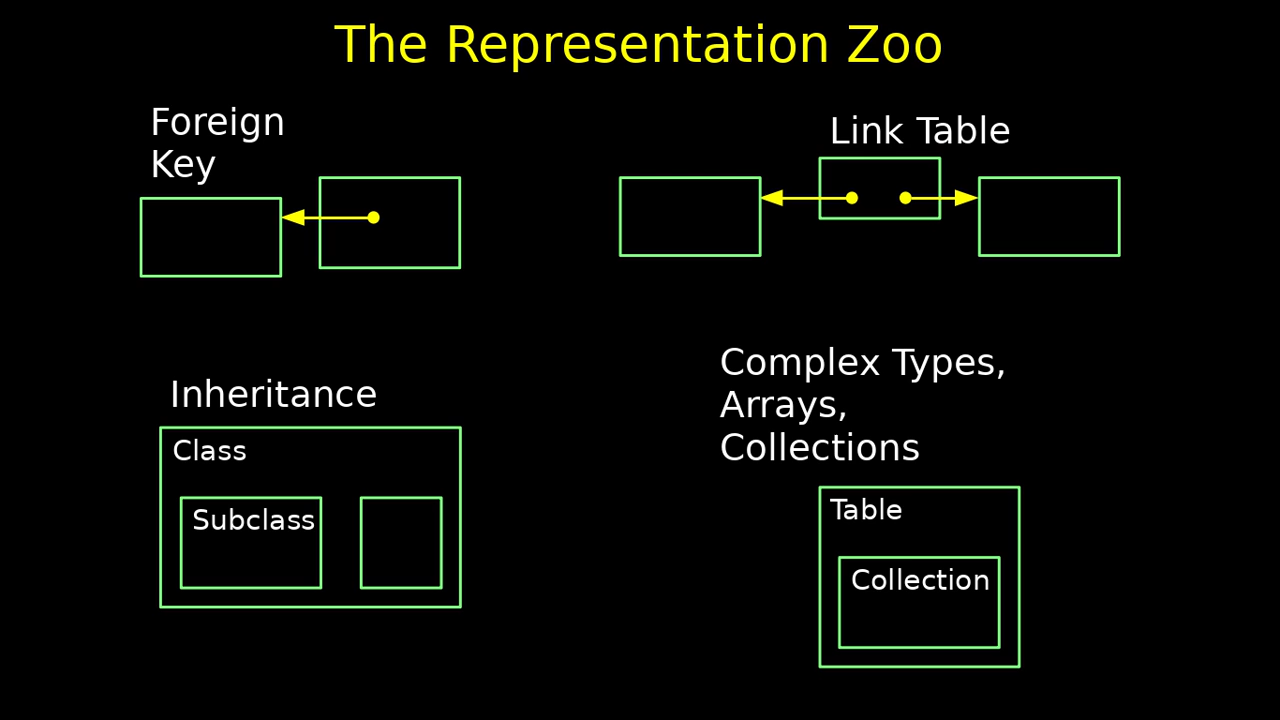 The Representation Zoo
Foreign
Key
Link Table
Inheritance
Class
Subclass
Complex Types,
Arrays,
Collections
Table
Collection